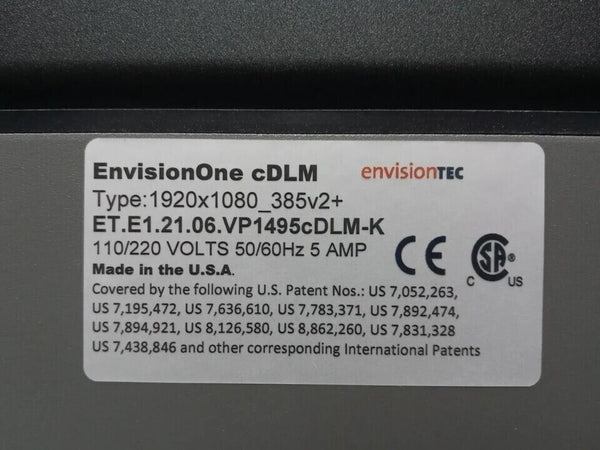 EnvisionOne cDLM envisionTEC
Type:1920x1080_385v2+
ET.E1.21.06.VP1495cDLM-K
110/220 VOLTS 50/60Hz 5 AMP
CE
SA®
C US
Made in the U.S.A.
Covered by the following U.S. Patent Nos.: US 7,052,263,
US 7,195,472, US 7,636,610, US 7,783,371, US 7,892,474,
US 7,894,921, US 8,126,580, US 8,862,260, US 7,831,328
US 7,438,846 and other corresponding International Patents